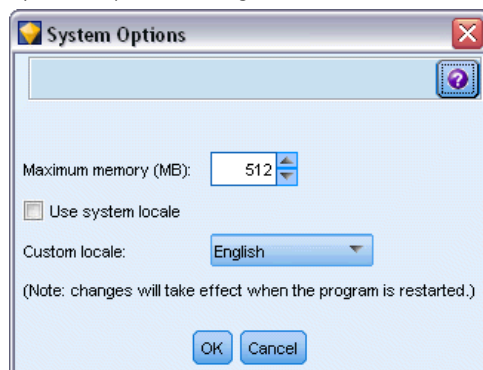 System Options
Maximum memory (MB): 512
Use system locale
Custom locale: English
(Note: changes will take effect when the program is restarted.)
OK Cancel